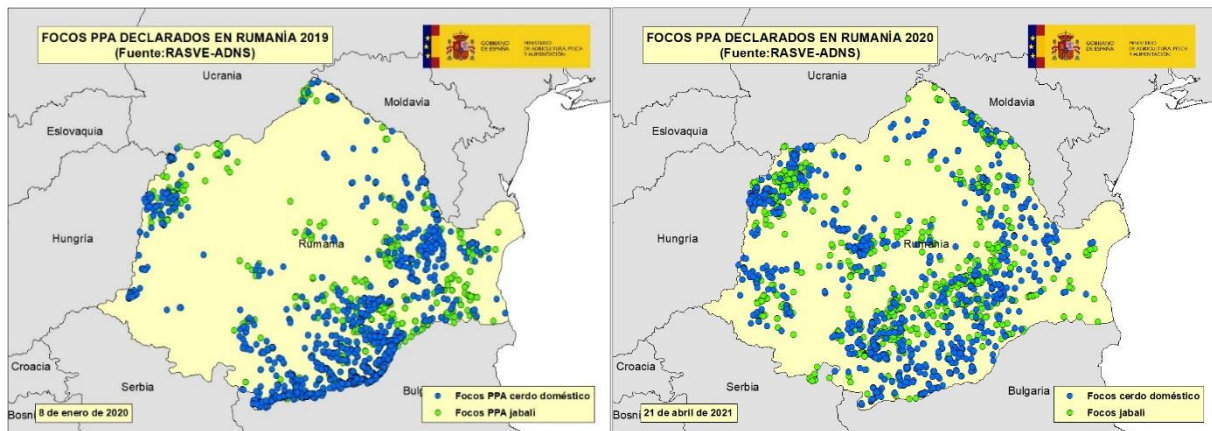 FOCOS PPA DECLARADOS EN RUMANÍA 2019
(Fuente:RASVE-ADNS)
GOBIERNO
DE ESPAÑA
MINISTERIO
DE AGRICULTURA, PESCA
Y ALIMENTACIÓN
Ucrania
Moldavia
Eslovaquia
Hungría
Rumanía
Croacia
Serbia
Bosni
Bulgaria
8 de enero de 2020
Focos PPA cerdo doméstico
Focos PPA jabalí
FOCOS PPA DECLARADOS EN RUMANÍA 2020
(Fuente:RASVE-ADNS)
GOBIERNO
DE ESPAÑA
MINISTERIO
DE AGRICULTURA, PESCA
Y ALIMENTACIÓN
Ucrania
Moldavia
Eslovaquia
Hungría
Rumanía
Croacia
Serbia
Bosni
Bulgaria
21 de abril de 2021
Focos cerdo doméstico
Focos jabalí